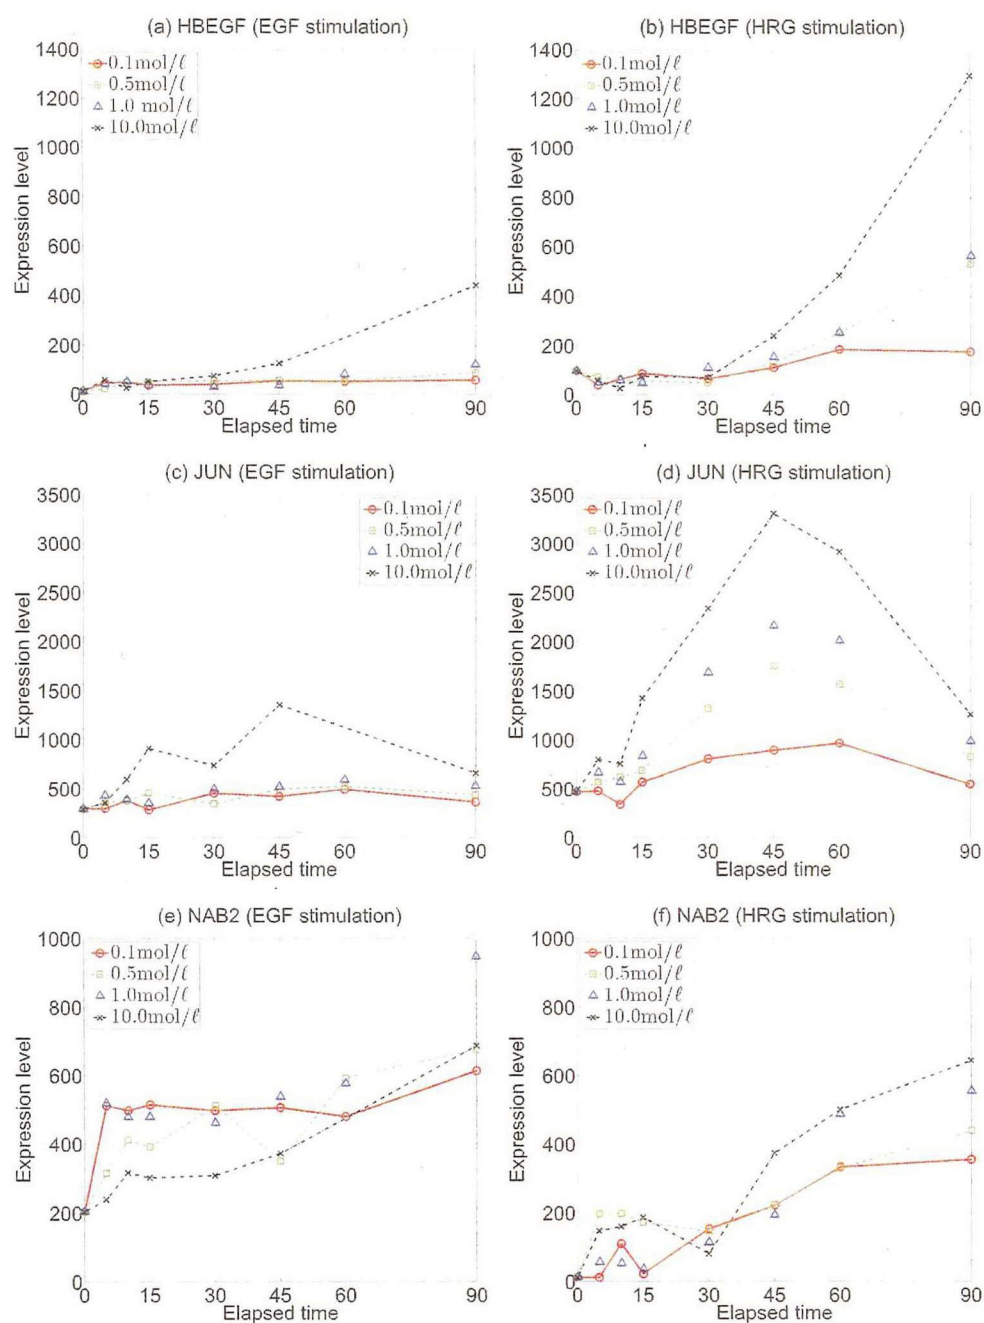 (a) HBEGF (EGF stimulation)
1400
1200
1000
800
600
400
200
0
Expression level
0.1mol/ℓ
0.5mol/ℓ
1.0 mol/ℓ
10.0mol/ℓ
0 15 30 45 60 90
Elapsed time
(b) HBEGF (HRG stimulation)
1400
1200
1000
800
600
400
200
0
Expression level
0.1mol/ℓ
0.5mol/ℓ
1.0mol/ℓ
10.0mol/ℓ
0 15 30 45 60 90
Elapsed time
(c) JUN (EGF stimulation)
3500
3000
2500
2000
1500
1000
500
0
Expression level
0.1mol/ℓ
0.5mol/ℓ
1.0mol/ℓ
10.0mol/ℓ
0 15 30 45 60 90
Elapsed time
(d) JUN (HRG stimulation)
3500
3000
2500
2000
1500
1000
500
0
Expression level
0.1mol/ℓ
0.5mol/ℓ
1.0mol/ℓ
10.0mol/ℓ
0 15 30 45 60 90
Elapsed time
(e) NAB2 (EGF stimulation)
1000
800
600
400
200
0
Expression level
0.1mol/ℓ
0.5mol/ℓ
1.0mol/ℓ
10.0mol/ℓ
0 15 30 45 60 90
Elapsed time
(f) NAB2 (HRG stimulation)
1000
800
600
400
200
0
Expression level
0.1mol/ℓ
0.5mol/ℓ
1.0mol/ℓ
10.0mol/ℓ
0 15 30 45 60 90
Elapsed time